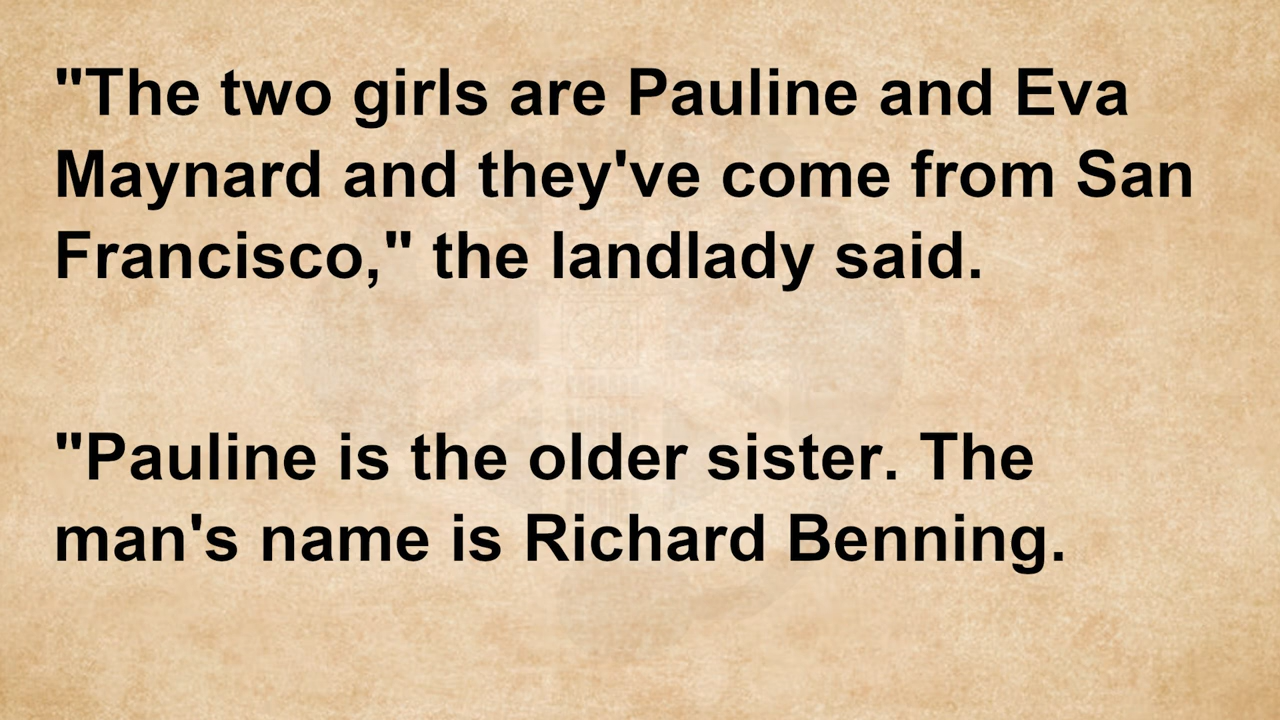 "The two girls are Pauline and Eva
Maynard and they've come from San
Francisco," the landlady said.
"Pauline is the older sister. The
man's name is Richard Benning.